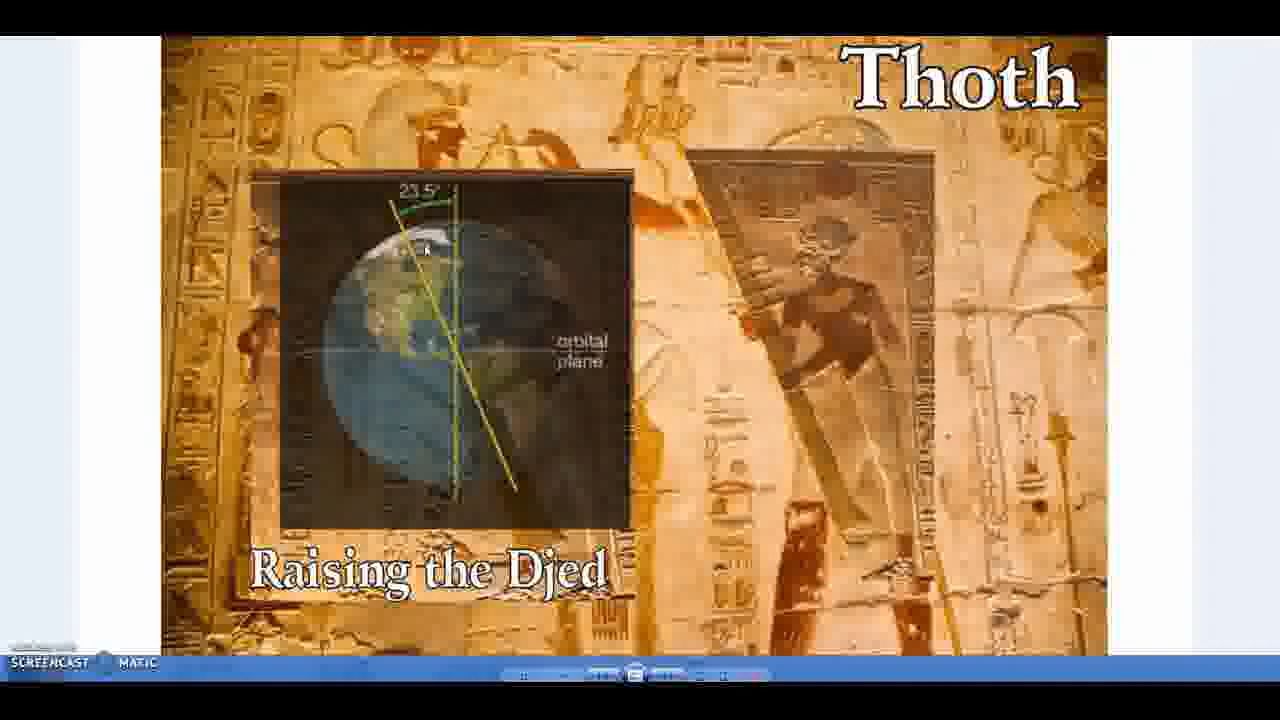 Thoth
23.5°
orbital
plane
Raising the Djed
SCREENCAST MATIC